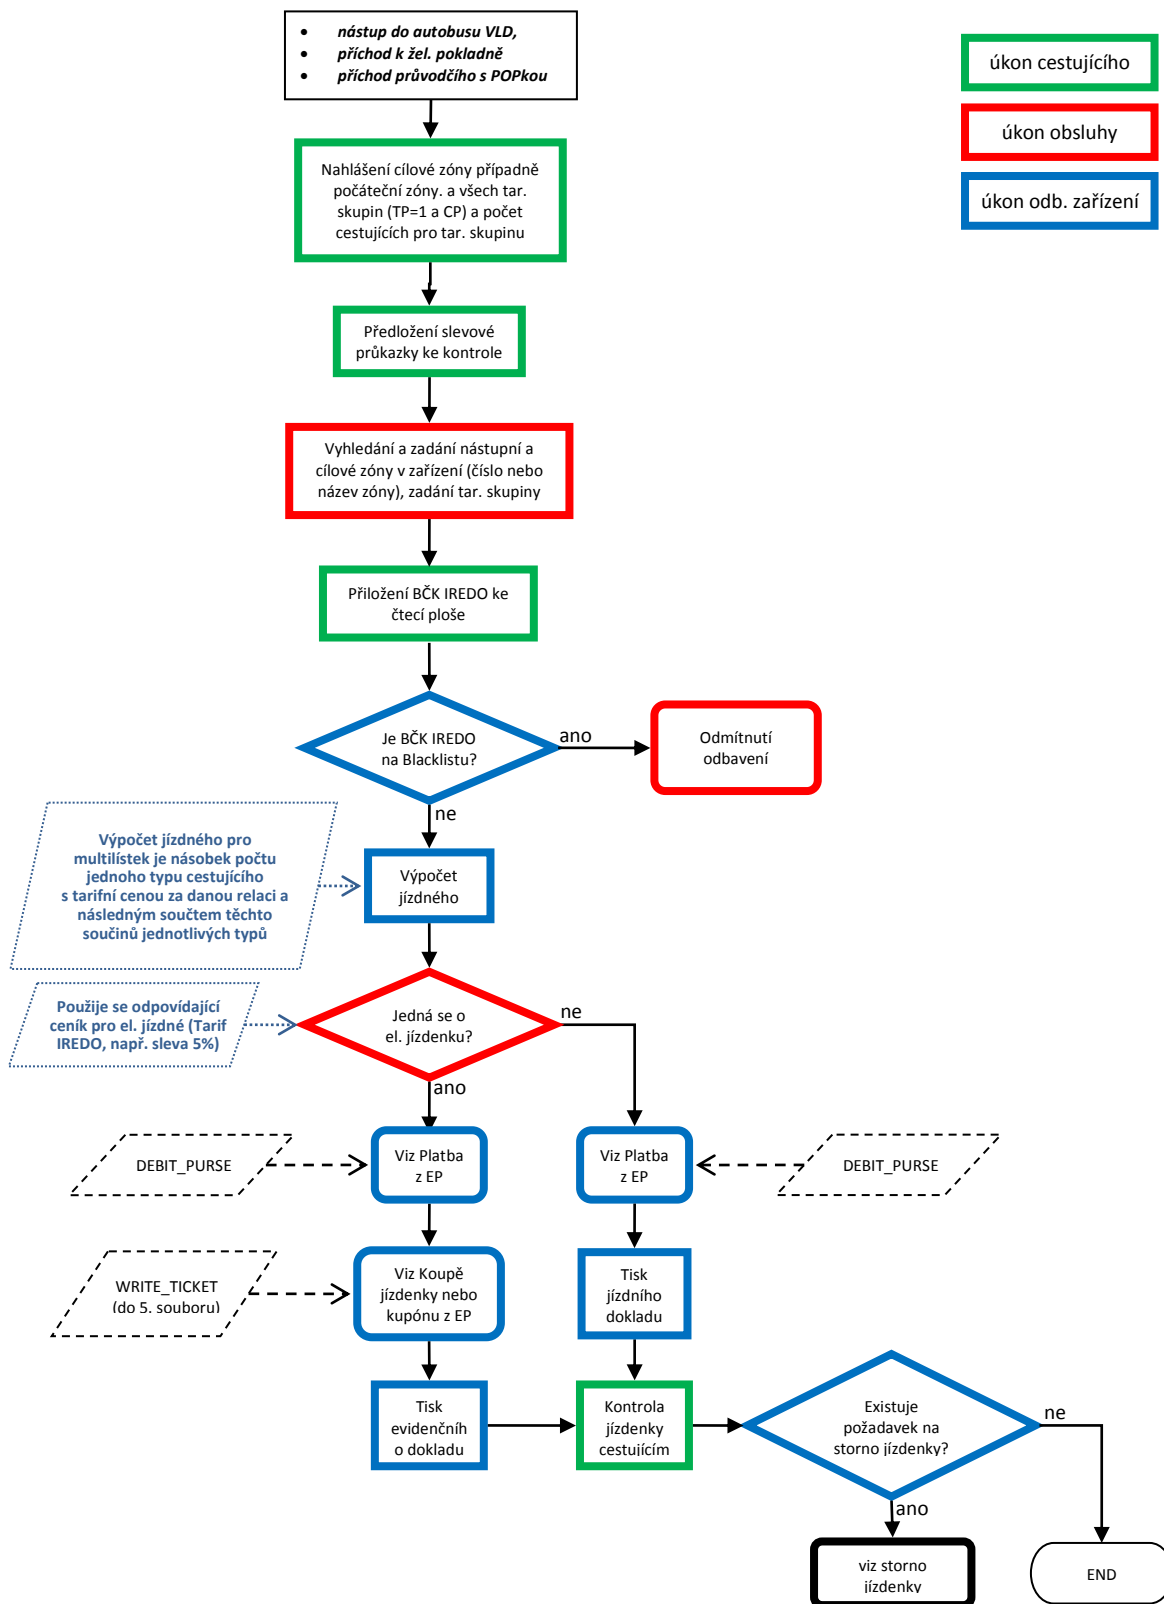 • nástup do autobusu VLD,
• příchod k žel. pokladně
• příchod průvodčího s POPkou
úkon cestujícího
úkon obsluhy
úkon odb. zařízení
Nahlášení cílové zóny případně
počáteční zóny. a všech tar.
skupin (TP=1 a CP) a počet
cestujících pro tar. skupinu
Předložení slevové
průkazky ke kontrole
Vyhledání a zadání nástupní a
cílové zóny v zařízení (číslo nebo
název zóny), zadání tar. skupiny
Přiložení BČK IREDO ke
čtecí ploše
Je BČK IREDO
na Blacklistu?
ano
Odmítnutí
odbavení
ne
Výpočet jízdného pro
multilístek je násobek počtu
jednoho typu cestujícího
s tarifní cenou za danou relaci a
následným součtem těchto
součinů jednotlivých typů
Výpočet
jízdného
Použije se odpovídající
ceník pro el. jízdné (Tarif
IREDO, např. sleva 5%)
Jedná se o
el. jízdenku?
ne
ano
DEBIT_PURSE
Viz Platba
z EP
Viz Platba
z EP
DEBIT_PURSE
WRITE_TICKET
(do 5. souboru)
Viz Koupě
jízdenky nebo
kupónu z EP
Tisk
jízdního
dokladu
Tisk
evidenčníh
o dokladu
Kontrola
jízdenky
cestujícím
Existuje
požadavek na
storno jízdenky?
ne
ano
viz storno
jízdenky
END